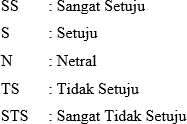 SS : Sangat Setuju
S : Setuju
N : Netral
TS : Tidak Setuju
STS : Sangat Tidak Setuju